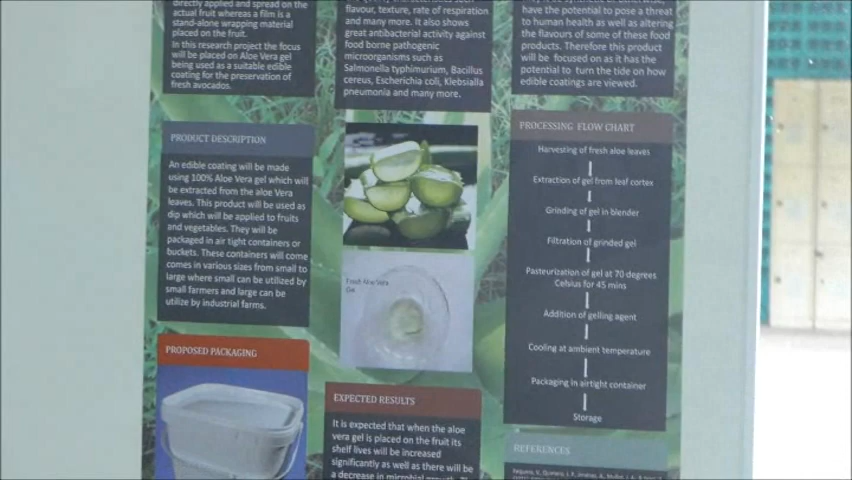 directly applied and spread on the
actual fruit whereas a film is a
stand-alone wrapping material
placed on the fruit.
In this research project the focus
will be placed on Aloe Vera gel
being used as a suitable edible
coating for the preservation of
fresh avocados.
PRODUCT DESCRIPTION
An edible coating will be made
using 100% Aloe Vera gel which will
be extracted from the aloe Vera
leaves. This product will be used as
dip which will be applied to fruits
and vegetables. They will be
packaged in air tight containers or
buckets. These containers will come
comes in various sizes from small to
large where small can be utilized by
small farmers and large can be
utilize by industrial farms.
PROPOSED PACKAGING
flavour, texture, rate of respiration
and many more. It also shows
great antibacterial activity against
food borne pathogenic
microorganisms such as
Salmonella typhimurium, Bacillus
cereus, Escherichia coli, Klebsialla
pneumonia and many more.
Fresh Aloe Vera
Gel
EXPECTED RESULTS
It is expected that when the aloe
vera gel is placed on the fruit its
shelf lives will be increased
significantly as well as there will be
a decrease in microbial
have the potential to pose a threat
to human health as well as altering
the flavours of some of these food
products. Therefore this product
will be focused on as it has the
potential to turn the tide on how
edible coatings are viewed.
PROCESSING FLOW CHART
Harvesting of fresh aloe leaves
Extraction of gel from leaf cortex
Grinding of gel in blender
Filtration of grinded gel
Pasteurization of gel at 70 degrees
Celsius for 45 mins
Addition of gelling agent
Cooling at ambient temperature
Packaging in airtight container
Storage
REFERENCES